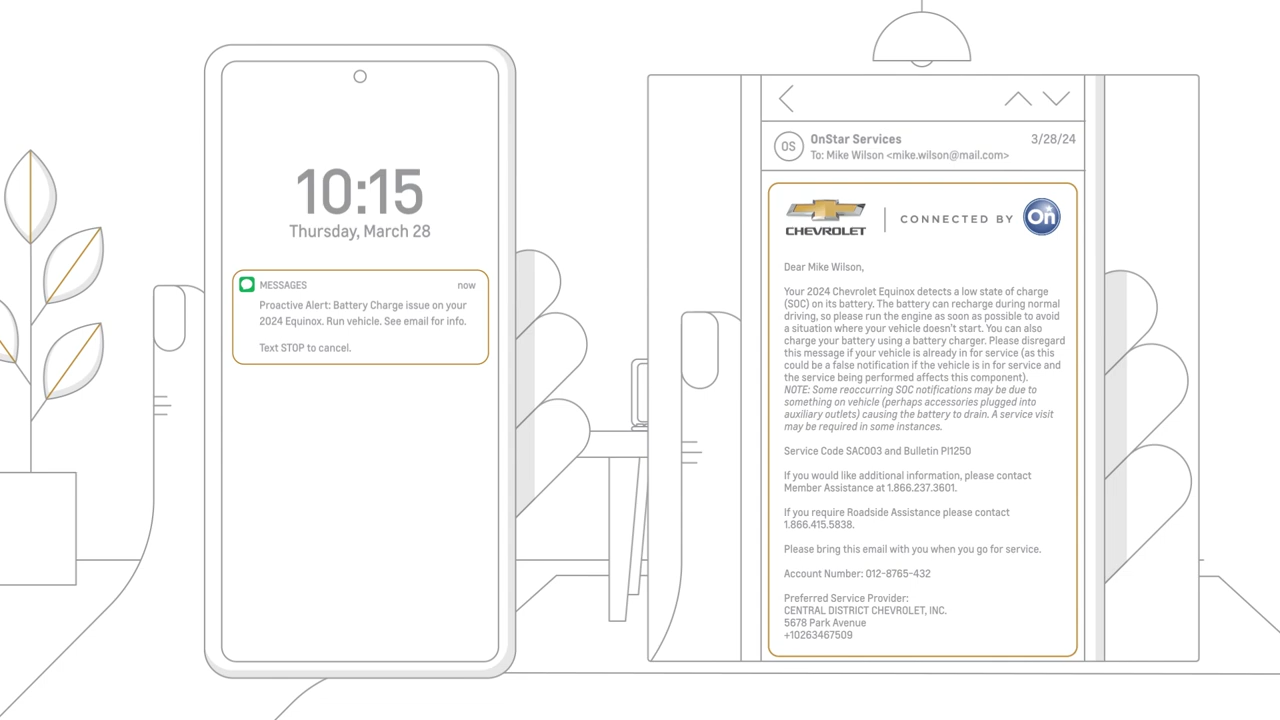 10:15
Thursday, March 28
MESSAGES now
Proactive Alert: Battery Charge issue on your
2024 Equinox. Run vehicle. See email for info.
Text STOP to cancel.
OS
OnStar Services 3/28/24
To: Mike Wilson <mike.wilson@mail.com>
CHEVROLET
CONNECTED BY
On
Dear Mike Wilson,
Your 2024 Chevrolet Equinox detects a low state of charge
(SOC) on its battery. The battery can recharge during normal
driving, so please run the engine as soon as possible to avoid
a situation where your vehicle doesn't start. You can also
charge your battery using a battery charger. Please disregard
this message if your vehicle is already in for service (as this
could be a false notification if the vehicle is in for service and
the service being performed affects this component).
NOTE: Some reoccurring SOC notifications may be due to
something on vehicle (perhaps accessories plugged into
auxiliary outlets) causing the battery to drain. A service visit
may be required in some instances.
Service Code SAC003 and Bulletin PI1250
If you would like additional information, please contact
Member Assistance at 1.866.237.3601.
If you require Roadside Assistance please contact
1.866.415.5838.
Please bring this email with you when you go for service.
Account Number: 012-8765-432
Preferred Service Provider:
CENTRAL DISTRICT CHEVROLET, INC.
5678 Park Avenue
+10263467509